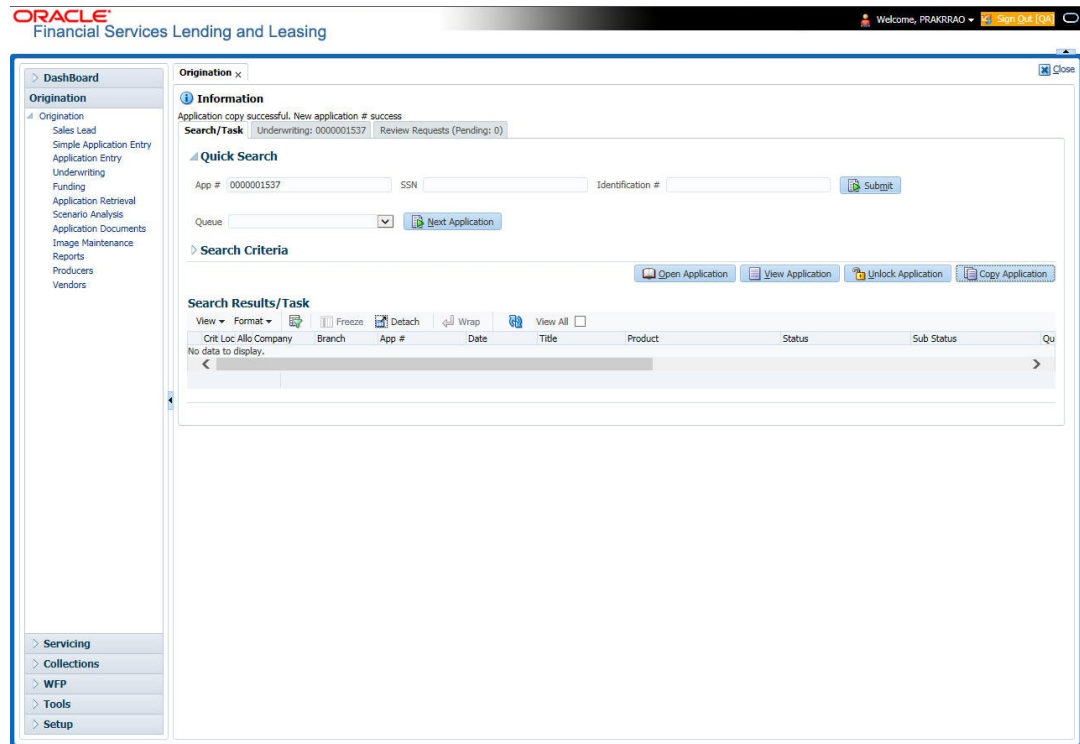 ORACLE
Financial Services Lending and Leasing
Welcome, PRAKRRAO
Sign Out [QA]
DashBoard
Origination
Origination
Sales Lead
Simple Application Entry
Application Entry
Underwriting
Funding
Application Retrieval
Scenario Analysis
Application Documents
Image Maintenance
Reports
Producers
Vendors
Servicing
Collections
WFP
Tools
Setup
Origination
Close
Information
Application copy successful. New application # success
Search/Task Underwriting: 0000001537 Review Requests (Pending: 0)
Quick Search
App # 0000001537 SSN Identification # Submit
Queue Next Application
Search Criteria
Open Application View Application Unlock Application Copy Application
Search Results/Task
View Format Freeze Detach Wrap View All
Crit Loc Allo Company Branch App # Date Title Product Status Sub Status Qu
No data to display.